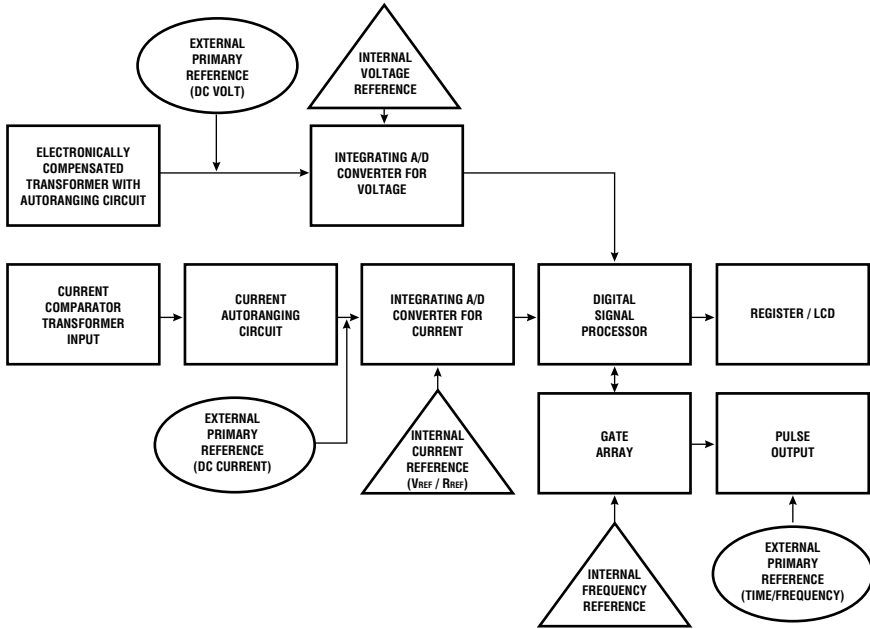 EXTERNAL
PRIMARY
REFERENCE
(DC VOLT)
INTERNAL
VOLTAGE
REFERENCE
ELECTRONICALLY
COMPENSATED
TRANSFORMER WITH
AUTORANGING CIRCUIT
INTEGRATING A/D
CONVERTER FOR
VOLTAGE
CURRENT
COMPARATOR
TRANSFORMER
INPUT
CURRENT
AUTORANGING
CIRCUIT
INTEGRATING A/D
CONVERTER FOR
CURRENT
DIGITAL
SIGNAL
PROCESSOR
REGISTER / LCD
EXTERNAL
PRIMARY
REFERENCE
(DC CURRENT)
INTERNAL
CURRENT
REFERENCE
(VREF / RREF)
GATE
ARRAY
PULSE
OUTPUT
INTERNAL
FREQUENCY
REFERENCE
EXTERNAL
PRIMARY
REFERENCE
(TIME/FREQUENCY)